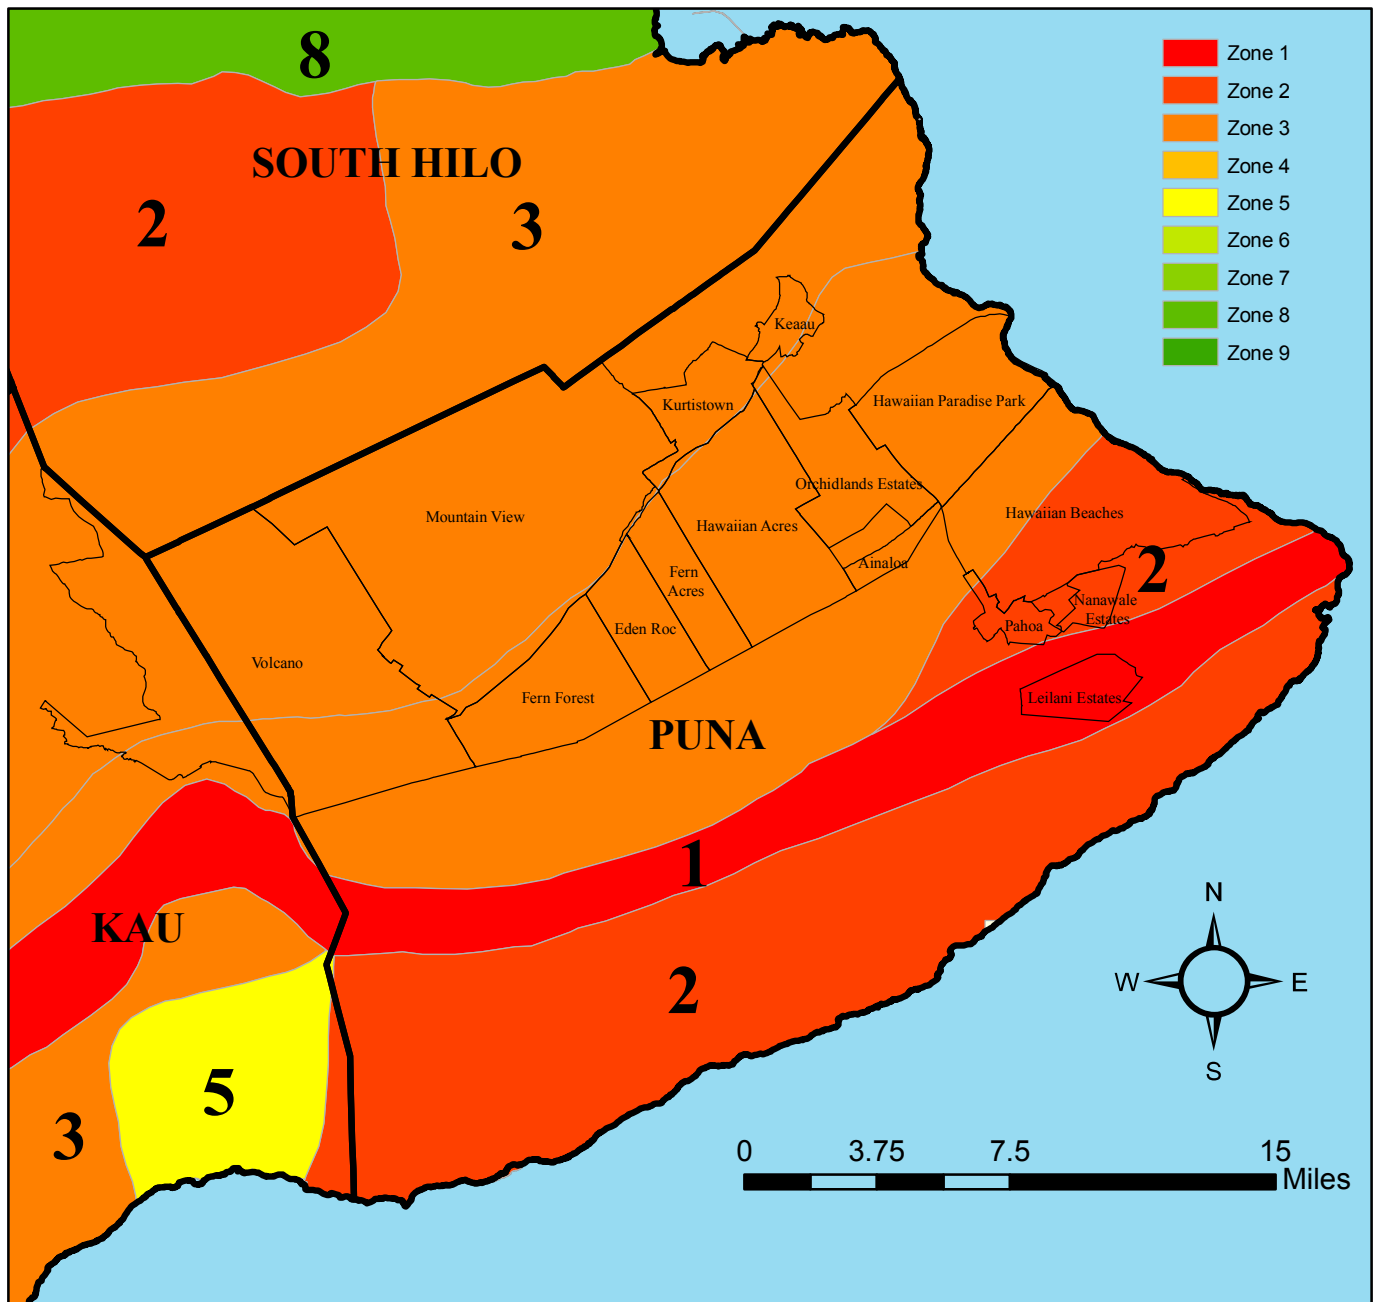 8
Zone 1
Zone 2
Zone 3
Zone 4
Zone 5
Zone 6
Zone 7
Zone 8
Zone 9
SOUTH HILO
2
3
Keaau
Kurtistown
Hawaiian Paradise Park
Orchidlands Estates
Mountain View
Hawaiian Acres
Hawaiian Beaches
Ainaloa
2
Fern
Acres
Nanawale
Estates
Pahoa
Eden Roc
Volcano
Fern Forest
Leilani Estates
PUNA
1
KAU
2
5
3
N
W
E
S
0 3.75 7.5 15
Miles